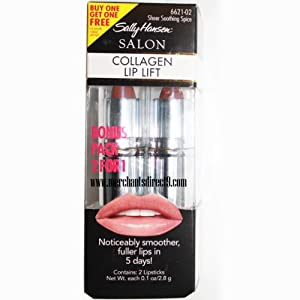 BUY ONE
GET ONE
FREE
6621-02
Sheer Soothing Spice
Sally Hansen
SALON
COLLAGEN
LIP LIFT
BONUS
PACK
2 FOR 1
www.merchantsdirect9.com
Noticeably smoother,
fuller lips in
5 days!
Contains: 2 Lipsticks
Net Wt. each 0.1 oz/2.8 g